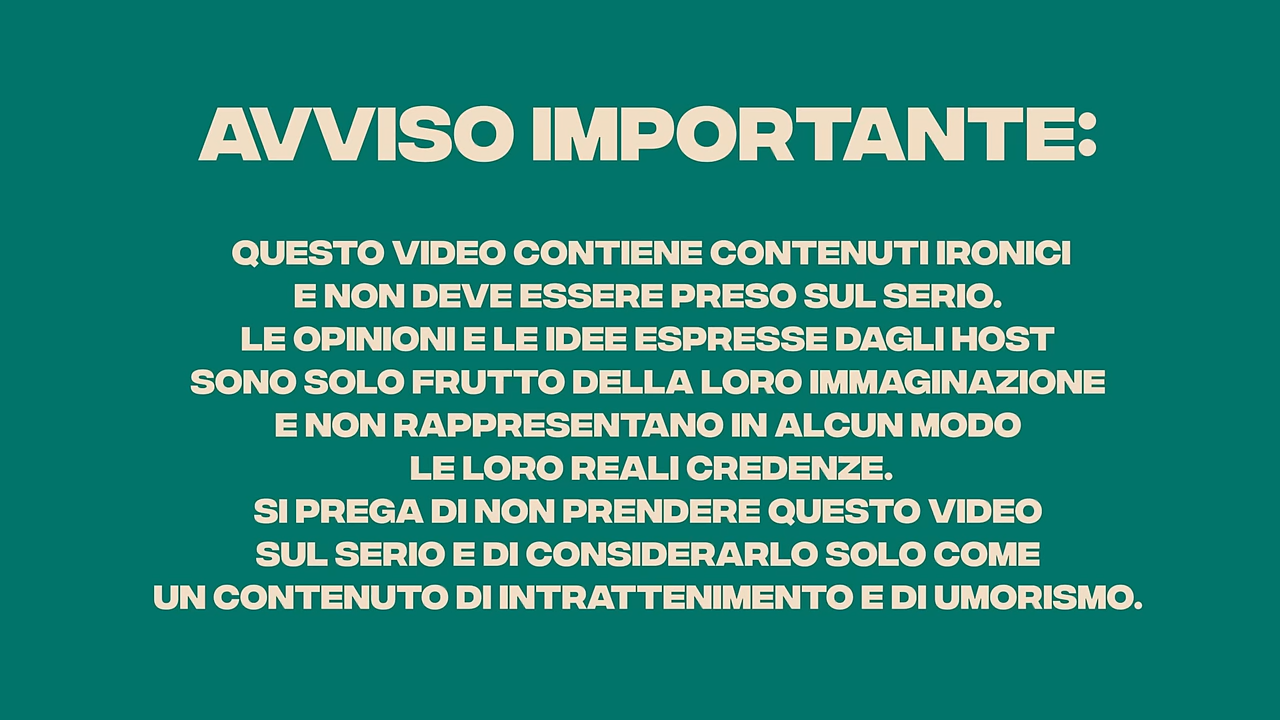 AVVISO IMPORTANTE:
QUESTO VIDEO CONTIENE CONTENUTI IRONICI
E NON DEVE ESSERE PRESO SUL SERIO.
LE OPINIONI E LE IDEE ESPRESSE DAGLI HOST
SONO SOLO FRUTTO DELLA LORO IMMAGINAZIONE
E NON RAPPRESENTANO IN ALCUN MODO
LE LORO REALI CREDENZE.
SI PREGA DI NON PRENDERE QUESTO VIDEO
SUL SERIO E DI CONSIDERARLO SOLO COME
UN CONTENUTO DI INTRATTENIMENTO E DI UMORISMO.